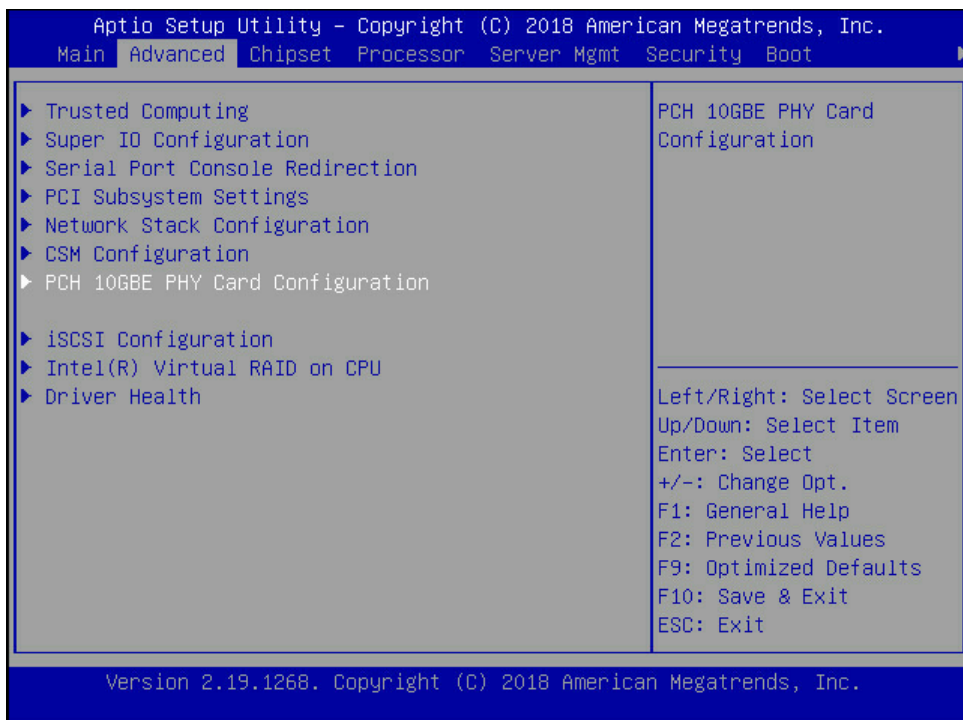 Aptio Setup Utility – Copyright (C) 2018 American Megatrends, Inc.
Main Advanced Chipset Processor Server Mgmt Security Boot
Trusted Computing
Super IO Configuration
Serial Port Console Redirection
PCI Subsystem Settings
Network Stack Configuration
CSM Configuration
PCH 10GBE PHY Card Configuration
iSCSI Configuration
Intel(R) Virtual RAID on CPU
Driver Health
PCH 10GBE PHY Card
Configuration
Left/Right: Select Screen
Up/Down: Select Item
Enter: Select
+/-: Change Opt.
F1: General Help
F2: Previous Values
F9: Optimized Defaults
F10: Save & Exit
ESC: Exit
Version 2.19.1268. Copyright (C) 2018 American Megatrends, Inc.